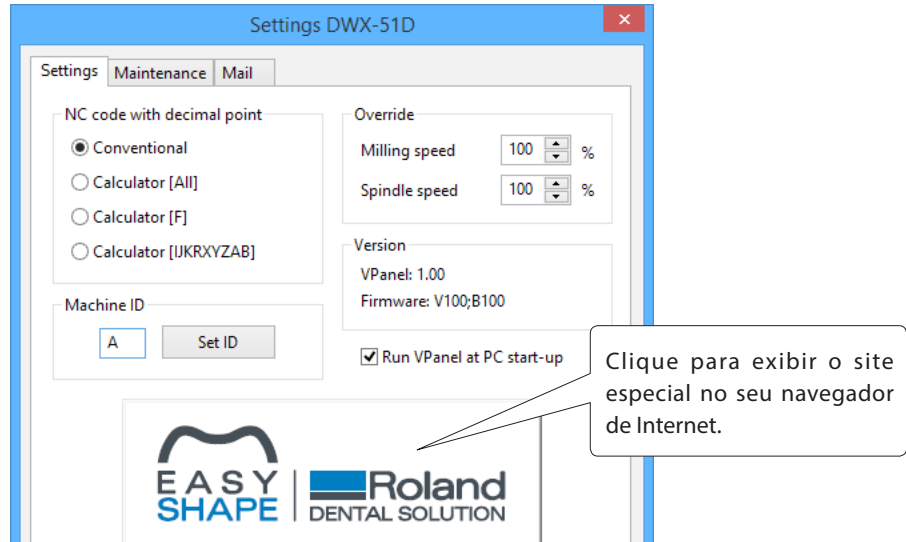 Settings DWX-51D
Settings Maintenance Mail
NC code with decimal point
Conventional
Calculator [All]
Calculator [F]
Calculator [IJKRXYZAB]
Override
Milling speed 100 %
Spindle speed 100 %
Version
VPanel: 1.00
Firmware: V100;B100
Machine ID
A Set ID
Run VPanel at PC start-up
Clique para exibir o site
especial no seu navegador
de Internet.
EASY
SHAPE
Roland
DENTAL SOLUTION